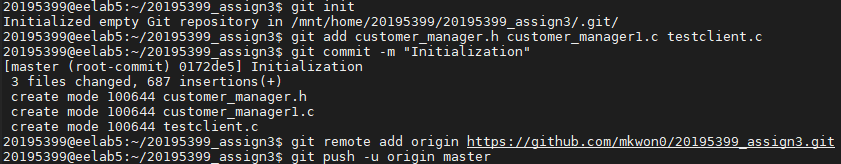 20195399@eelab5:~/20195399_assign3$ git init
Initialized empty Git repository in /mnt/home/20195399/20195399_assign3/.git/
20195399@eelab5:~/20195399_assign3$ git add customer_manager.h customer_manager1.c testclient.c
20195399@eelab5:~/20195399_assign3$ git commit -m "Initialization"
[master (root-commit) 0172de5] Initialization
 3 files changed, 687 insertions(+)
 create mode 100644 customer_manager.h
 create mode 100644 customer_manager1.c
 create mode 100644 testclient.c
20195399@eelab5:~/20195399_assign3$ git remote add origin https://github.com/mkwon0/20195399_assign3.git
20195399@eelab5:~/20195399_assign3$ git push -u origin master